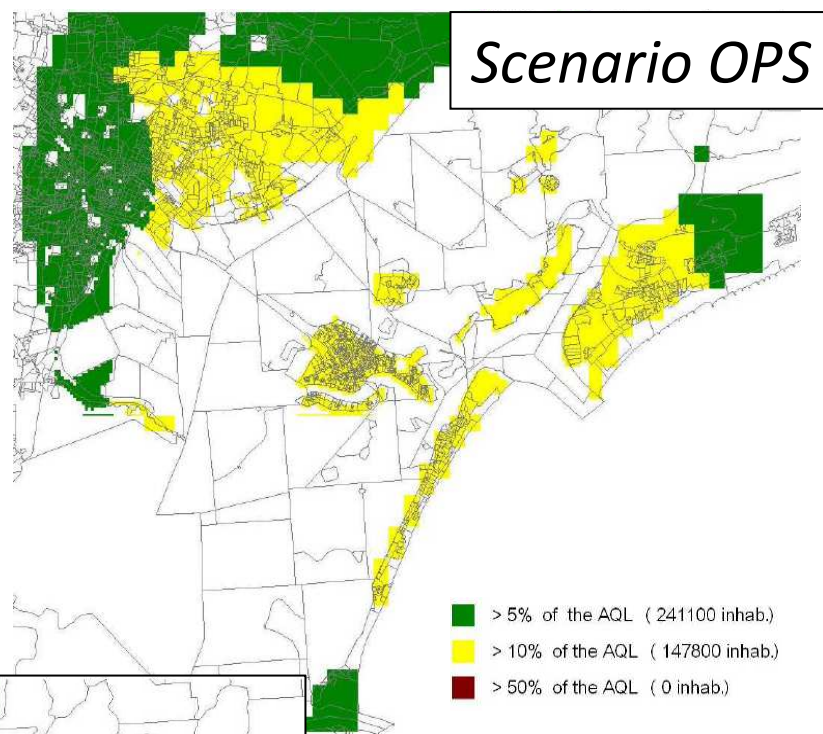 Scenario OPS
> 5% of the AQL ( 241100 inhab.)
> 10% of the AQL ( 147800 inhab.)
> 50% of the AQL ( 0 inhab.)